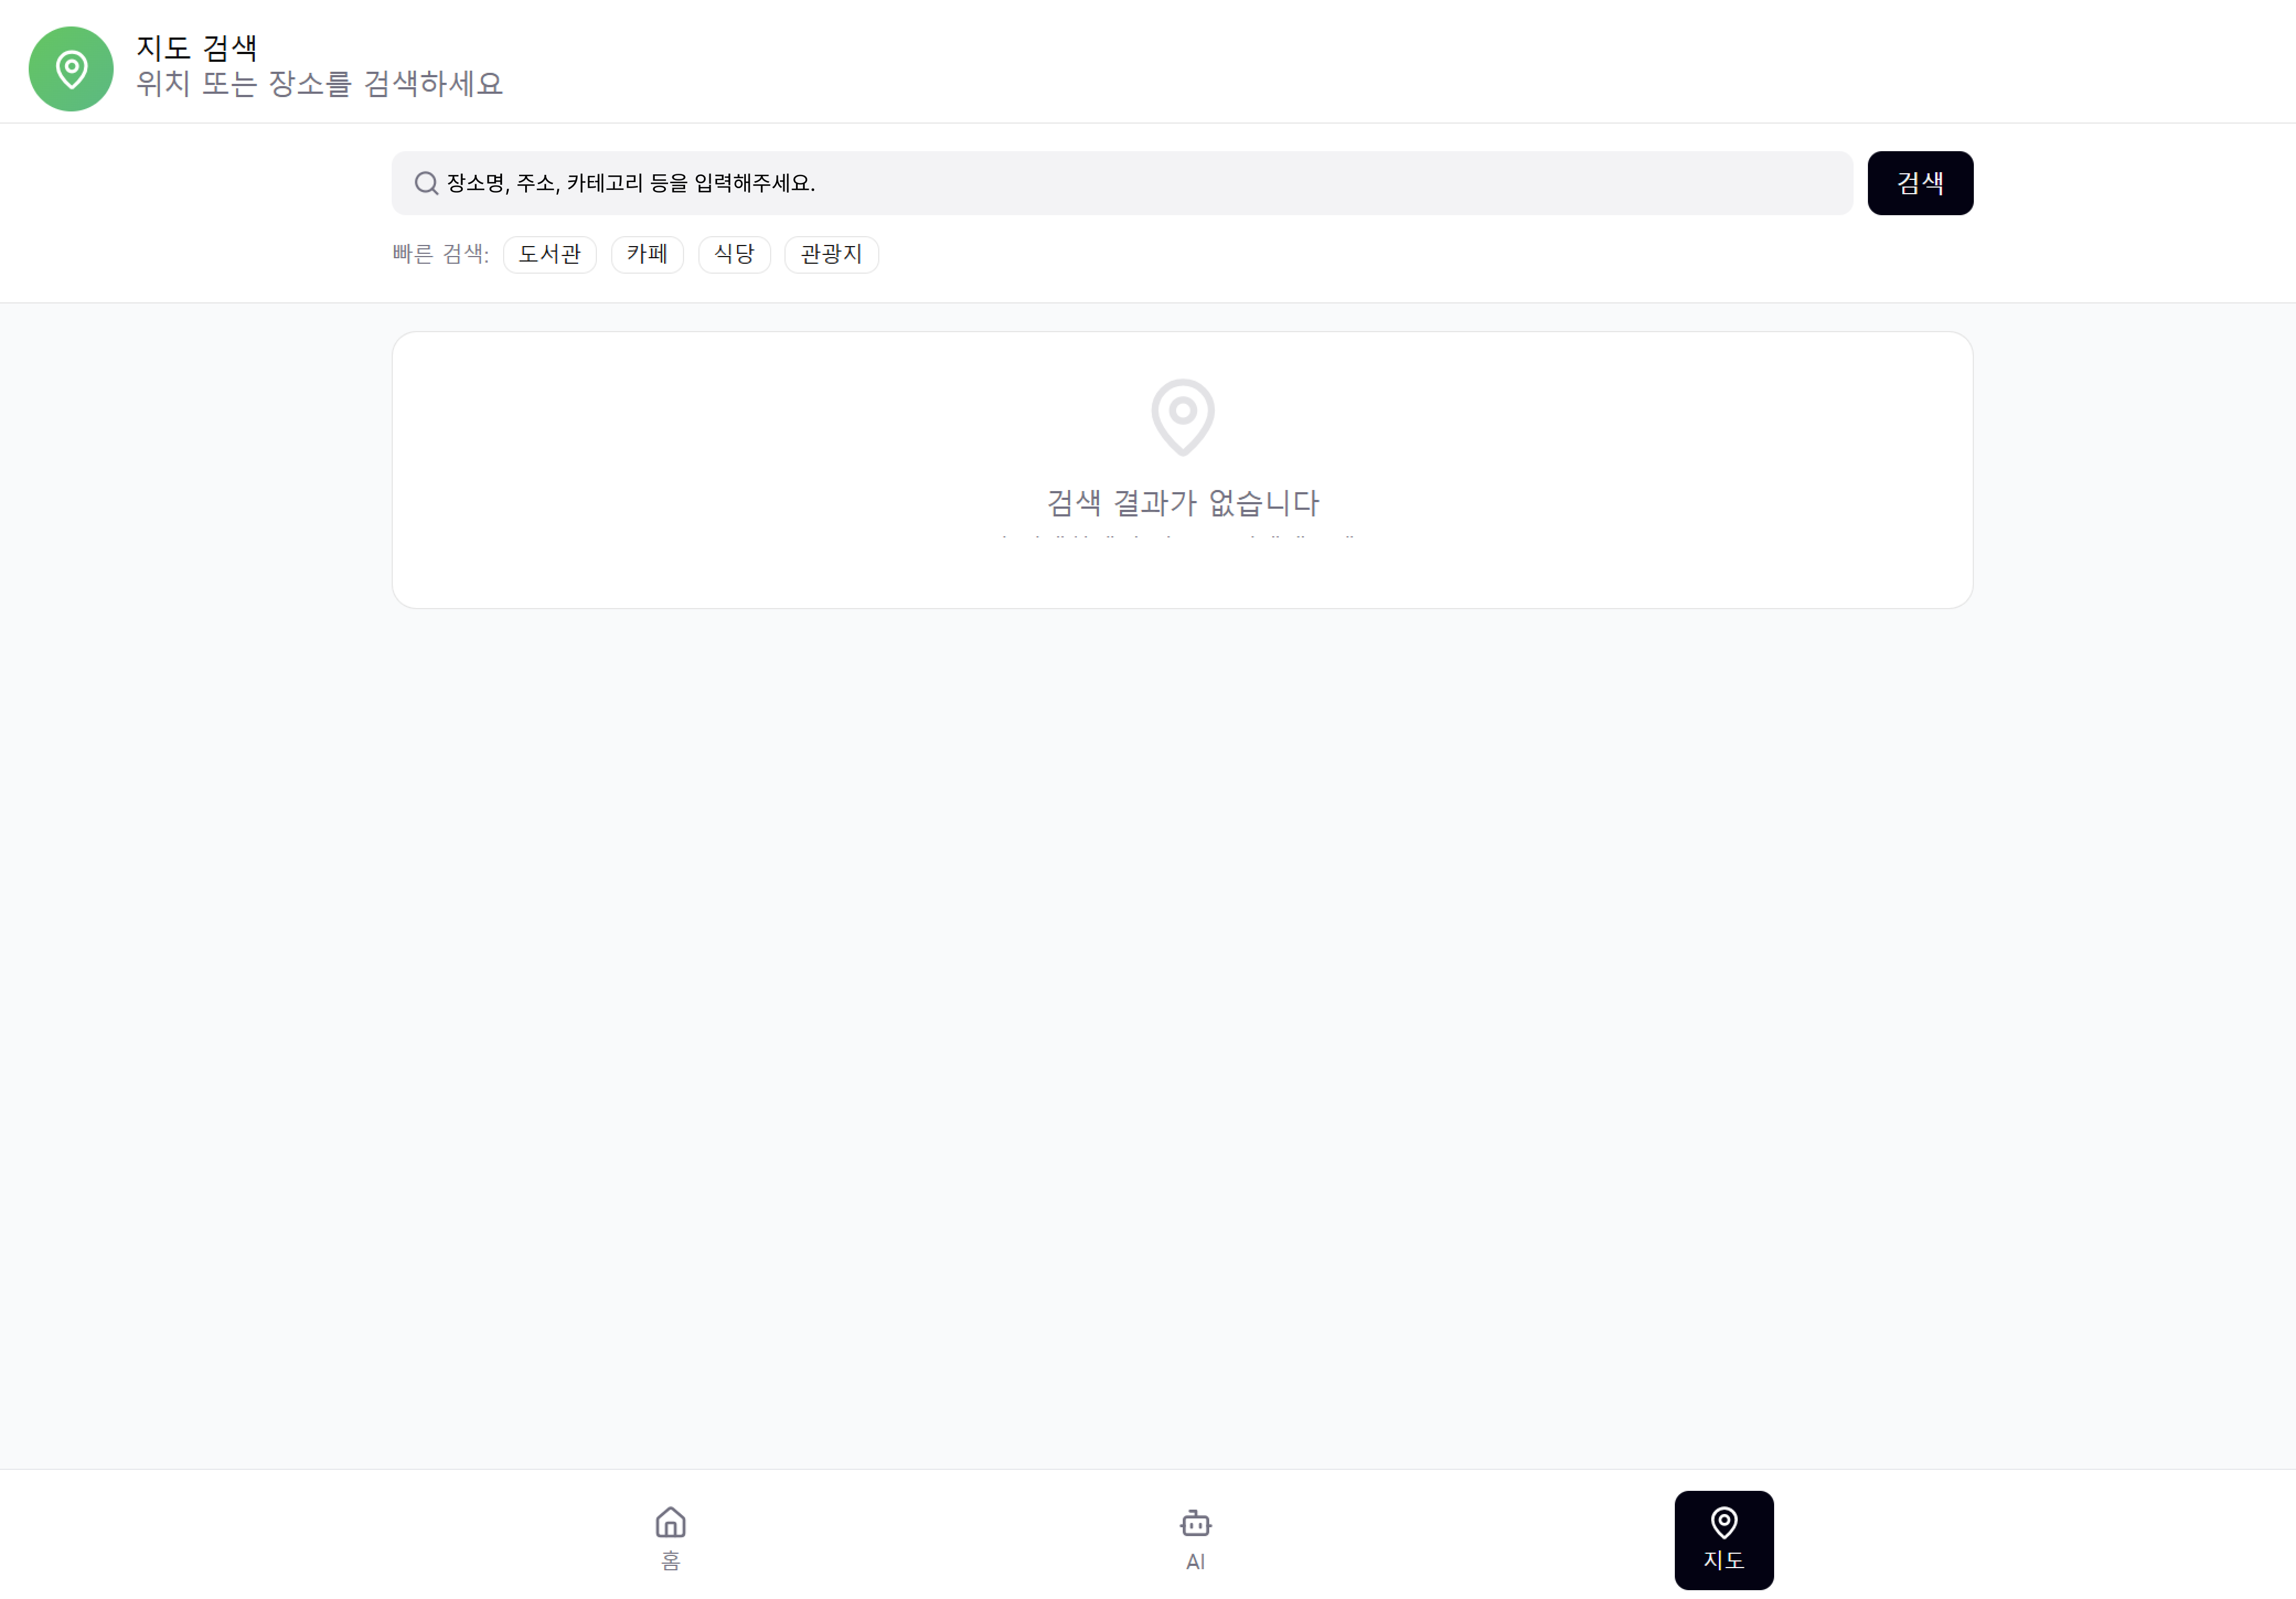 지도 검색
위치 또는 장소를 검색하세요
장소명, 주소, 카테고리 등을 입력해주세요.
검색
빠른 검색: 도서관 카페 식당 관광지
검색 결과가 없습니다
홈
AI
지도